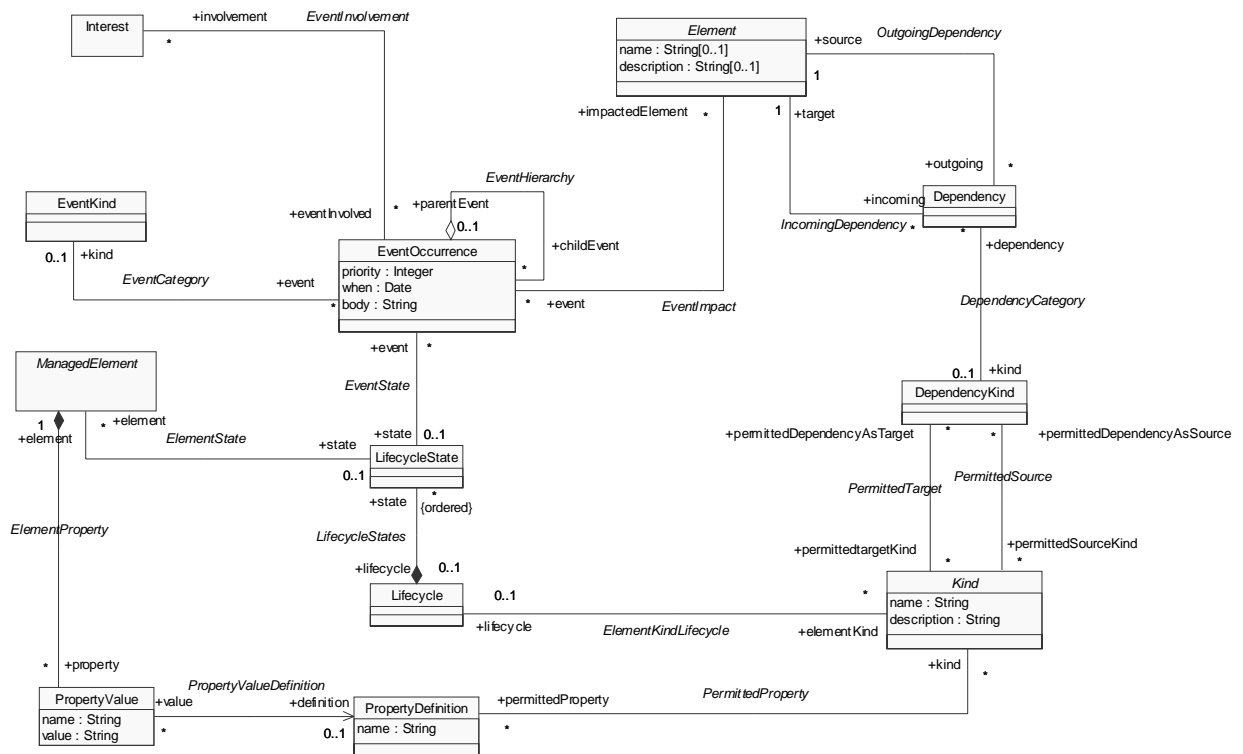 Interest
+involvement
EventInvolvement
*
Element
name : String[0..1]
description : String[0..1]
+source
OutgoingDependency
1
+impactedElement
*
1
+target
+outgoing
*
EventKind
EventHierarchy
+eventInvolved
*
+parentEvent
0..1
+incoming
Dependency
IncomingDependency
*
*
+dependency
0..1
+kind
EventCategory
+event
*
EventOccurrence
priority : Integer
when : Date
body : String
+childEvent
*
*
+event
EventImpact
DependencyCategory
+event
*
ManagedElement
EventState
0..1
+kind
DependencyKind
1
+element
*
+element
ElementState
+state
0..1
+state
0..1
LifecycleState
+permittedDependencyAsTarget
*
*
+permittedDependencyAsSource
+state
*
{ordered}
PermittedTarget
PermittedSource
ElementProperty
LifecycleStates
+permittedtargetKind
*
+permittedSourceKind
*
+lifecycle
0..1
Lifecycle
0..1
+lifecycle
ElementKindLifecycle
*
+elementKind
Kind
name : String
description : String
*
+property
+kind
*
PropertyValue
name : String
value : String
PropertyValueDefinition
+value
*
+definition
0..1
PropertyDefinition
name : String
+permittedProperty
*
PermittedProperty